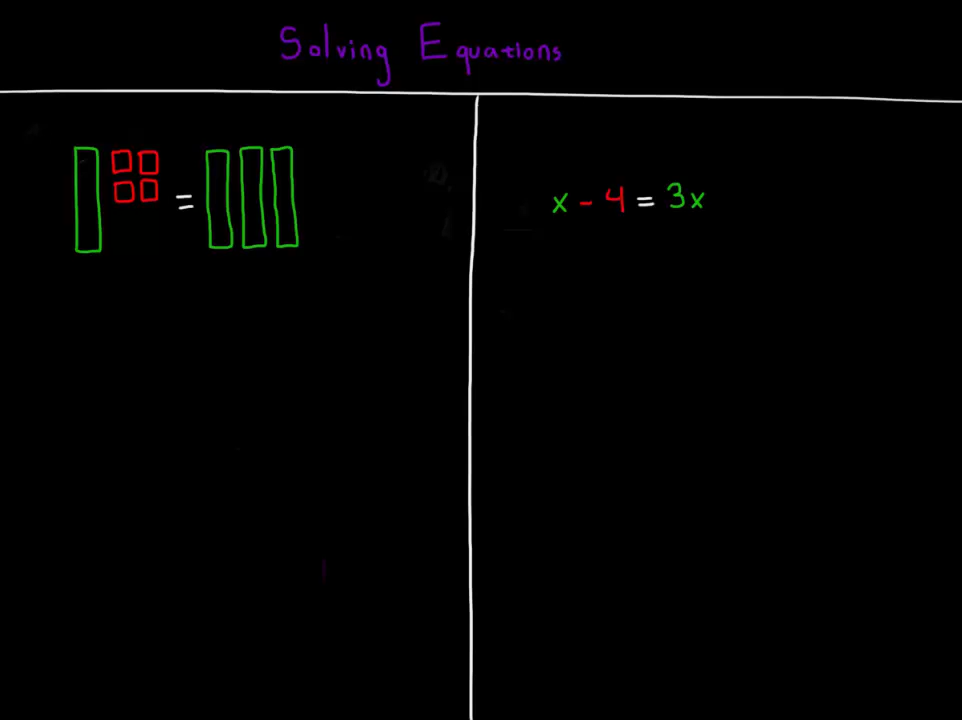 Solving Equations
=
x - 4 = 3x